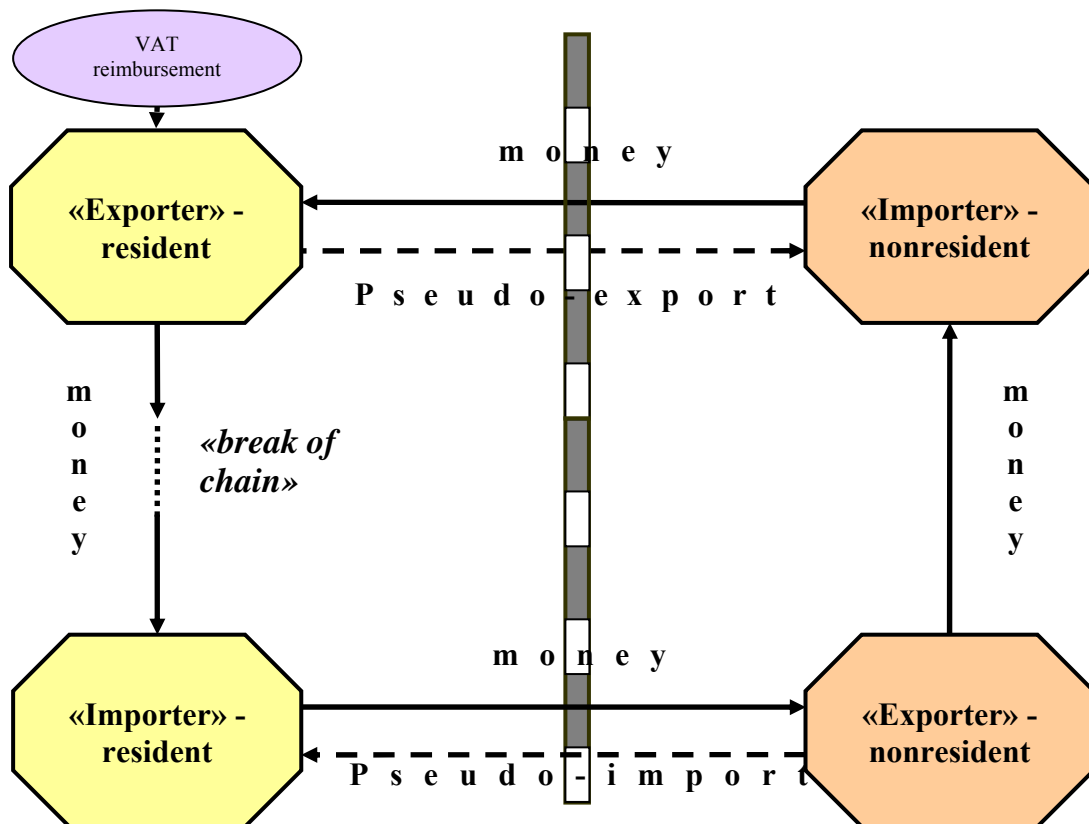 VAT
reimbursement
m o n e y
«Exporter» -
resident
«Importer» -
nonresident
P s e u d o - e x p o r t
m
o
n
e
y
«break of
chain»
m
o
n
e
y
m o n e y
«Importer» -
resident
«Exporter» -
nonresident
P s e u d o - i m p o r t